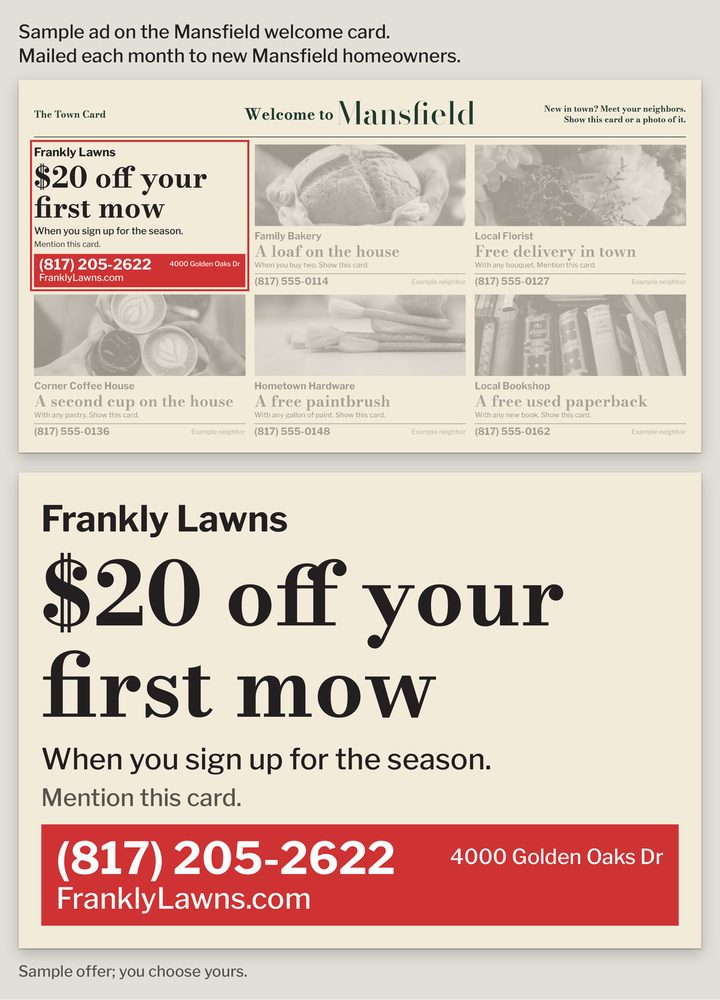 Sample ad on the Mansfield welcome card.
Mailed each month to new Mansfield homeowners.
The Town Card
Welcome to Mansfield
New in town? Meet your neighbors.
Show this card or a photo of it.
Frankly Lawns
$20 off your
first mow
When you sign up for the season.
Mention this card.
(817) 205-2622
4000 Golden Oaks Dr
FranklyLawns.com
Family Bakery
A loaf on the house
When you buy two. Show this card.
(817) 555-0114
Example neighbor
Local Florist
Free delivery in town
With any bouquet. Mention this card.
(817) 555-0127
Example neighbor
Corner Coffee House
A second cup on the house
With any pastry. Show this card.
(817) 555-0136
Example neighbor
Hometown Hardware
A free paintbrush
With any gallon of paint. Show this card.
(817) 555-0148
Example neighbor
Local Bookshop
A free used paperback
With any new book. Show this card.
(817) 555-0162
Example neighbor
Frankly Lawns
$20 off your
first mow
When you sign up for the season.
Mention this card.
(817) 205-2622
4000 Golden Oaks Dr
FranklyLawns.com
Sample offer; you choose yours.